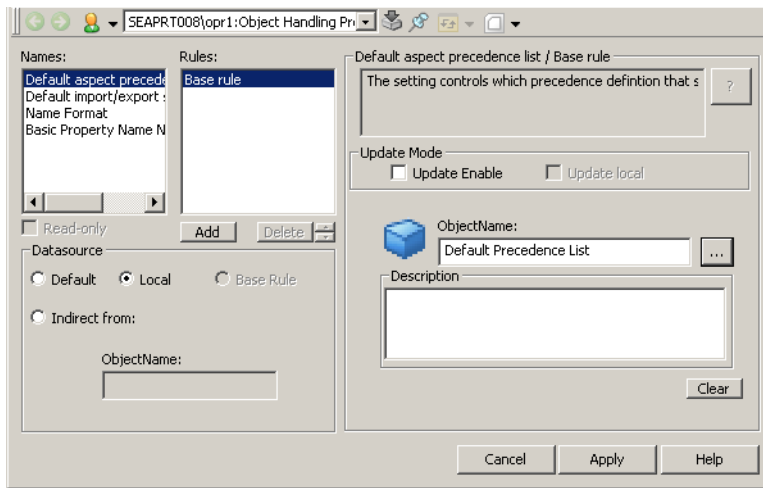 SEAPRT008\opr1:Object Handling Pr
Names:
Default aspect precede
Default import/export s
Name Format
Basic Property Name N
Read-only
Rules:
Base rule
Add
Delete
Datasource
Default
Local
Base Rule
Indirect from:
ObjectName:
Default aspect precedence list / Base rule
The setting controls which precedence defintion that s
?
Update Mode
Update Enable
Update local
ObjectName:
Default Precedence List
...
Description
Clear
Cancel
Apply
Help